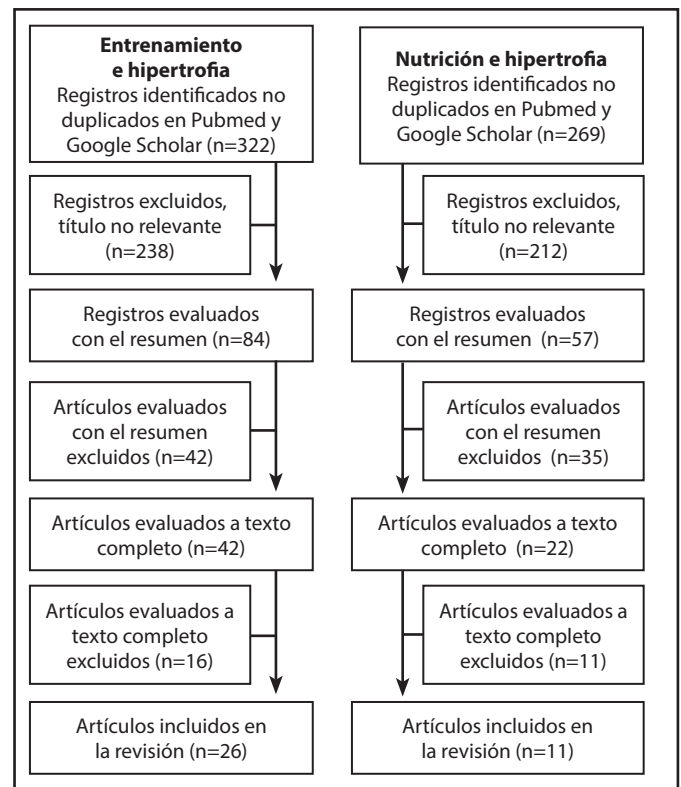 Entrenamiento
e hipertrofia
Registros identificados no
duplicados en Pubmed y
Google Scholar (n=322)
Registros excluidos,
título no relevante
(n=238)
Registros evaluados
con el resumen (n=84)
Artículos evaluados
con el resumen
excluidos (n=42)
Artículos evaluados a texto
completo (n=42)
Artículos evaluados a
texto completo
excluidos (n=16)
Artículos incluidos en
la revisión (n=26)
Nutrición e hipertrofia
Registros identificados no
duplicados en Pubmed y
Google Scholar (n=269)
Registros excluidos,
título no relevante
(n=212)
Registros evaluados
con el resumen (n=57)
Artículos evaluados
con el resumen
excluidos (n=35)
Artículos evaluados a texto
completo (n=22)
Artículos evaluados a
texto completo
excluidos (n=11)
Artículos incluidos en
la revisión (n=11)